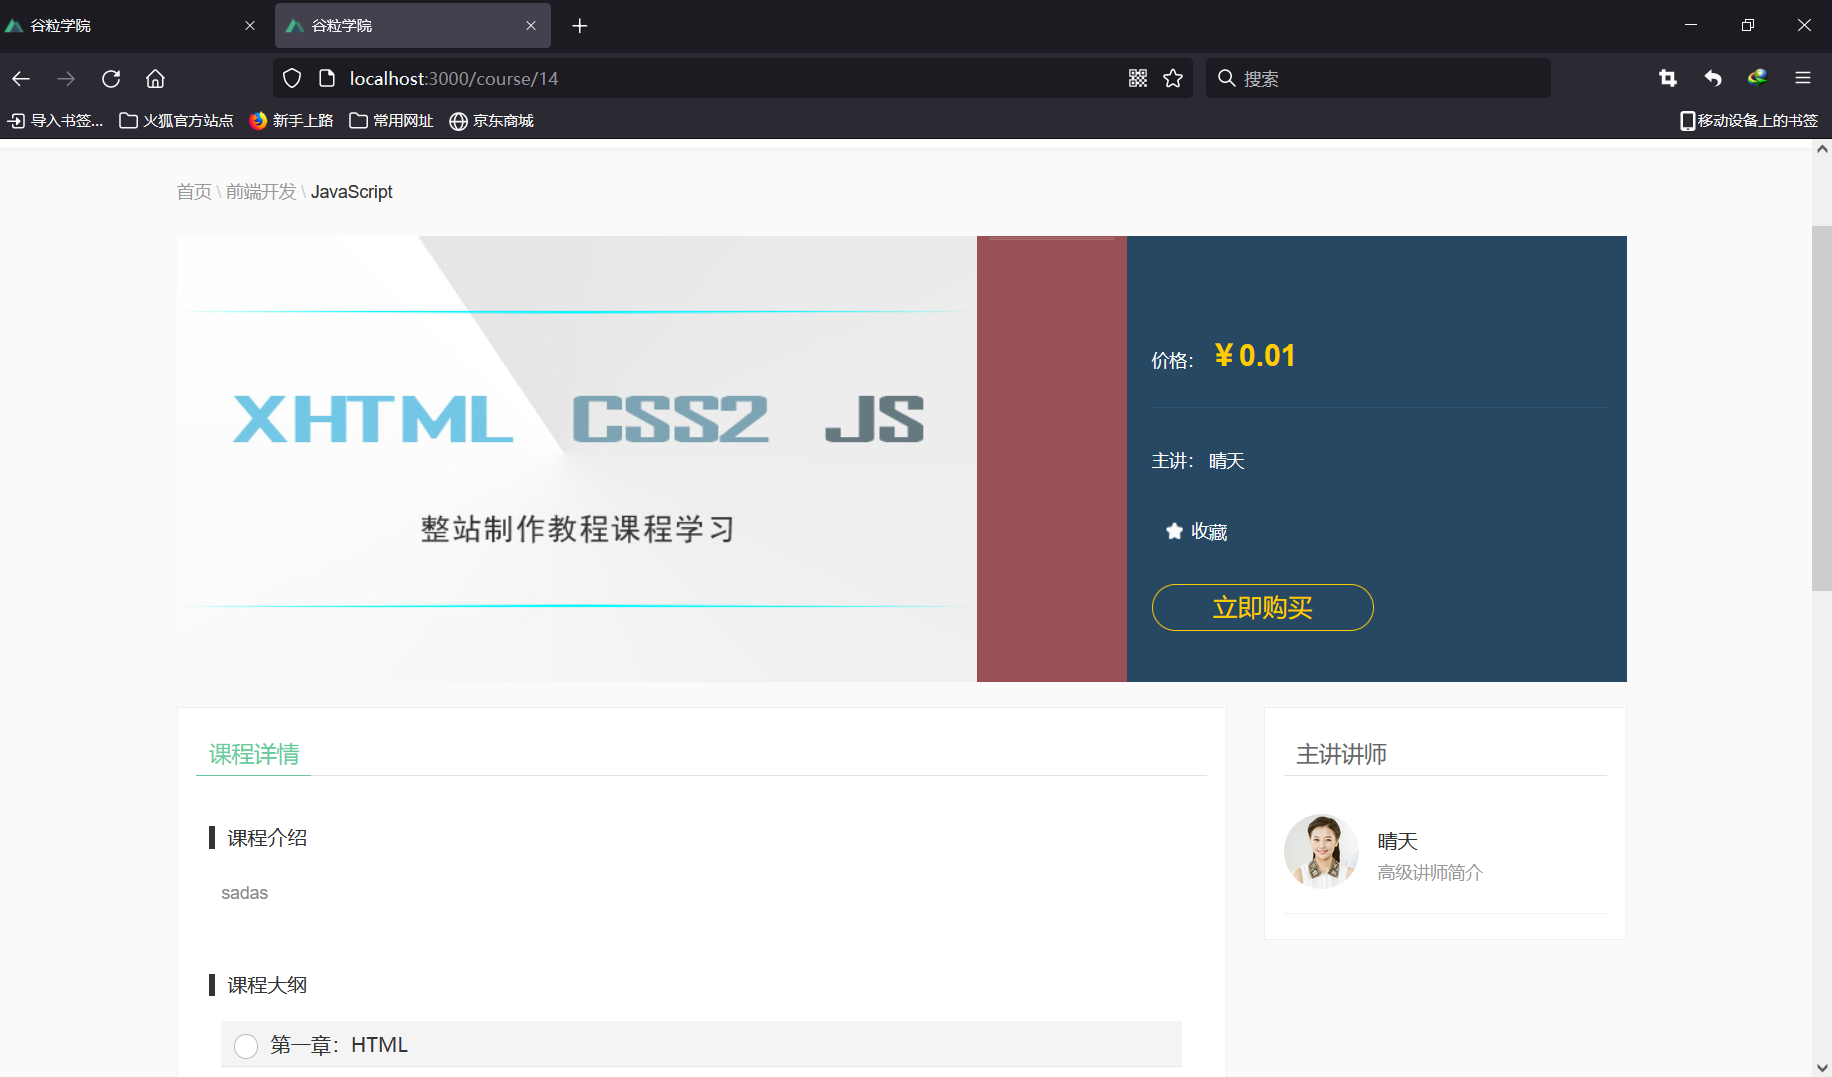 谷粒学院
谷粒学院
localhost:3000/course/14
搜索
导入书签...
火狐官方站点
新手上路
常用网址
京东商城
移动设备上的书签
首页 \ 前端开发 \ JavaScript
XHTML CSS2 JS
整站制作教程课程学习
价格：￥0.01
主讲： 晴天
收藏
立即购买
课程详情
课程介绍
sadas
课程大纲
第一章：HTML
主讲讲师
晴天
高级讲师简介